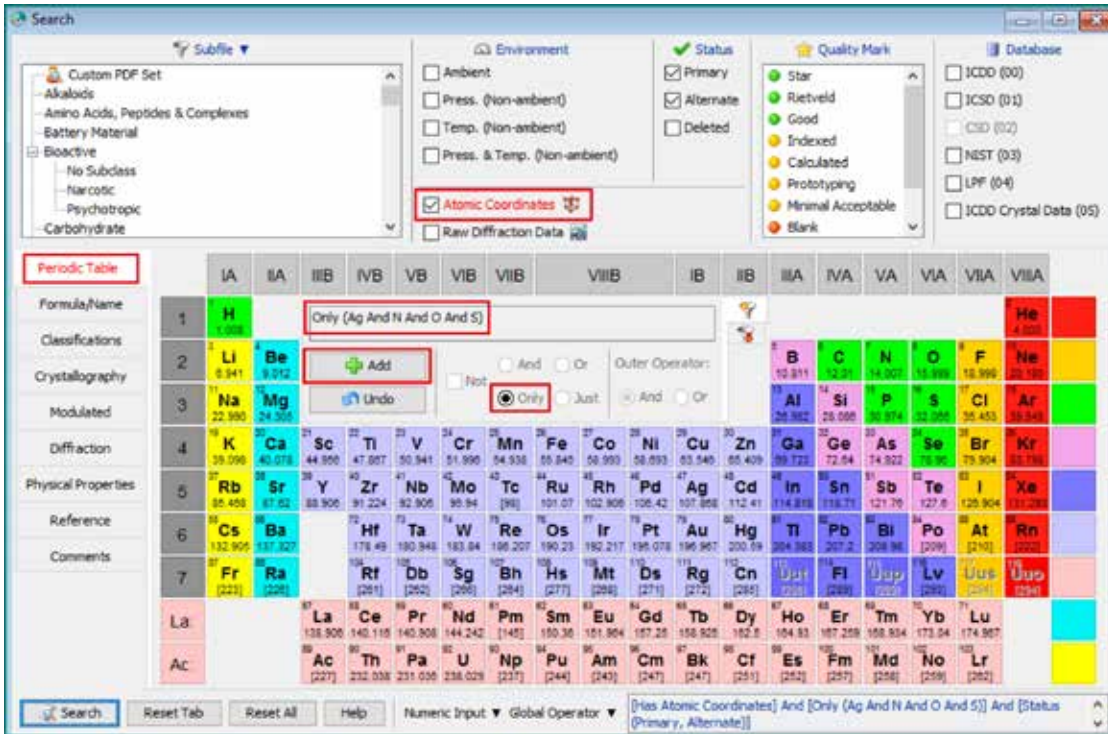 Search
Subfile ▼
Custom PDF Set
Alkaloids
Amino Acids, Peptides & Complexes
Battery Material
Bioactive
No Subclass
Narcotic
Psychotropic
Carbohydrate
Environment
Ambient
Press. (Non-ambient)
Temp. (Non-ambient)
Press. & Temp. (Non-ambient)
Atomic Coordinates
Raw Diffraction Data
Status
Primary
Alternate
Deleted
Quality Mark
Star
Rietveld
Good
Indexed
Calculated
Prototyping
Minimal Acceptable
Blank
Database
ICDD (00)
ICSD (01)
CSD (02)
NIST (03)
LPF (04)
ICDD Crystal Data (05)
Periodic Table
Formula/Name
Classifications
Crystallography
Modulated
Diffraction
Physical Properties
Reference
Comments
IA IIA IIIB IVB VB VIB VIIB VIIIB IB IIB IIIA IVA VA VIA VIIA VIIIA
Only (Ag And N And O And S)
Add
Undo
Not
And Or
Only Just
Outer Operator:
And Or
1 H He
2 Li Be B C N O F Ne
3 Na Mg Al Si P S Cl Ar
4 K Ca Sc Ti V Cr Mn Fe Co Ni Cu Zn Ga Ge As Se Br Kr
5 Rb Sr Y Zr Nb Mo Tc Ru Rh Pd Ag Cd In Sn Sb Te I Xe
6 Cs Ba Hf Ta W Re Os Ir Pt Au Hg Tl Pb Bi Po At Rn
7 Fr Ra Rf Db Sg Bh Hs Mt Ds Rg Cn Uut Fl Uup Lv Uus Uuo
La La Ce Pr Nd Pm Sm Eu Gd Tb Dy Ho Er Tm Yb Lu
Ac Ac Th Pa U Np Pu Am Cm Bk Cf Es Fm Md No Lr
Search
Reset Tab
Reset All
Help
Numeric Input ▼
Global Operator ▼
[Has Atomic Coordinates] And [Only (Ag And N And O And S)] And [Status
(Primary, Alternate)]